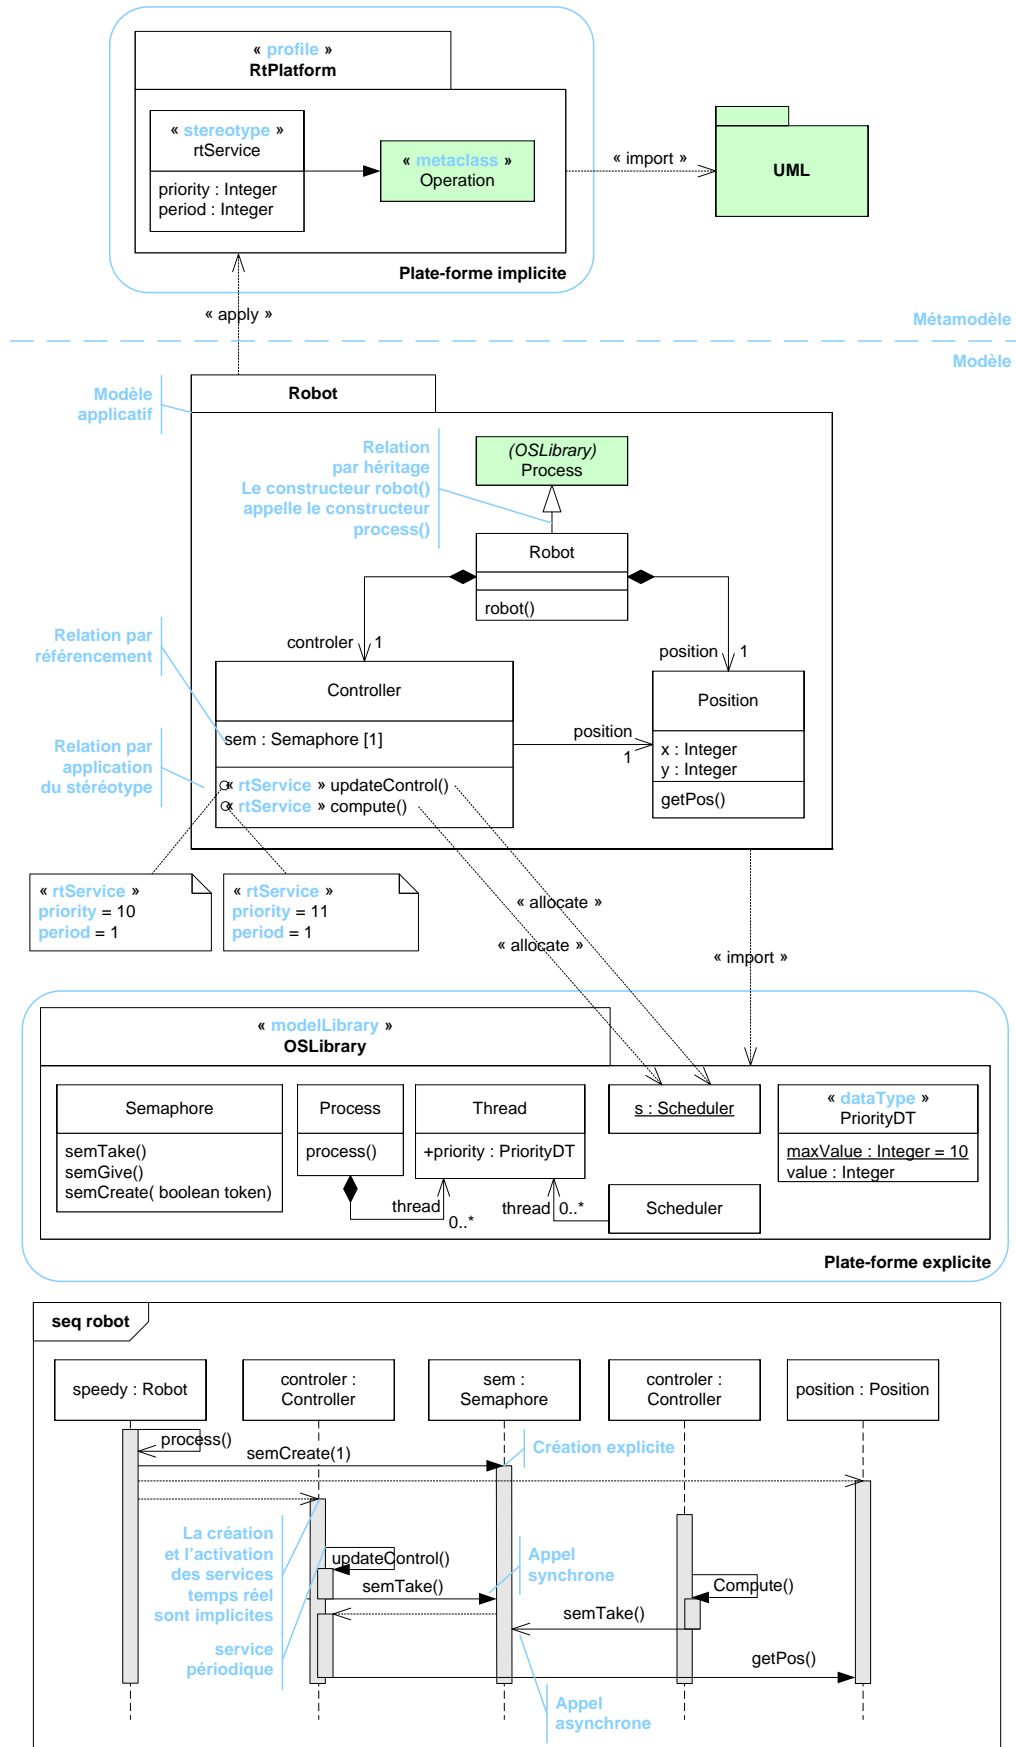 « profile »
RtPlatform
« stereotype »
rtService
priority : Integer
period : Integer
« metaclass »
Operation
« import »
UML
Plate-forme implicite
« apply »
Métamodèle
Modèle
Modèle
applicatif
Robot
Relation
par héritage
Le constructeur robot()
appelle le constructeur
process()
(OSLibrary)
Process
Robot
robot()
controler
1
position
1
Relation par
référencement
Controller
sem : Semaphore [1]
position
1
Position
x : Integer
y : Integer
getPos()
Relation par
application
du stéréotype
« rtService » updateControl()
« rtService » compute()
« rtService »
priority = 10
period = 1
« rtService »
priority = 11
period = 1
« allocate »
« allocate »
« import »
« modelLibrary »
OSLibrary
Semaphore
semTake()
semGive()
semCreate( boolean token)
Process
process()
Thread
+priority : PriorityDT
s : Scheduler
« dataType »
PriorityDT
maxValue : Integer = 10
value : Integer
thread
0..*
thread
0..*
Scheduler
Plate-forme explicite
seq robot
speedy : Robot
controler :
Controller
sem :
Semaphore
controler :
Controller
position : Position
process()
semCreate(1)
Création explicite
La création
et l'activation
des services
temps réel
sont implicites
updateControl()
semTake()
Appel
synchrone
Compute()
semTake()
service
périodique
getPos()
Appel
asynchrone